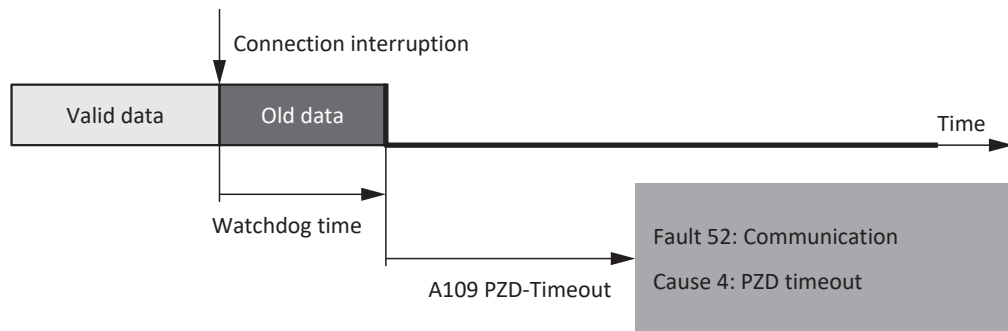 Connection interruption
Valid data
Old data
Time
Watchdog time
A109 PZD-Timeout
Fault 52: Communication
Cause 4: PZD timeout